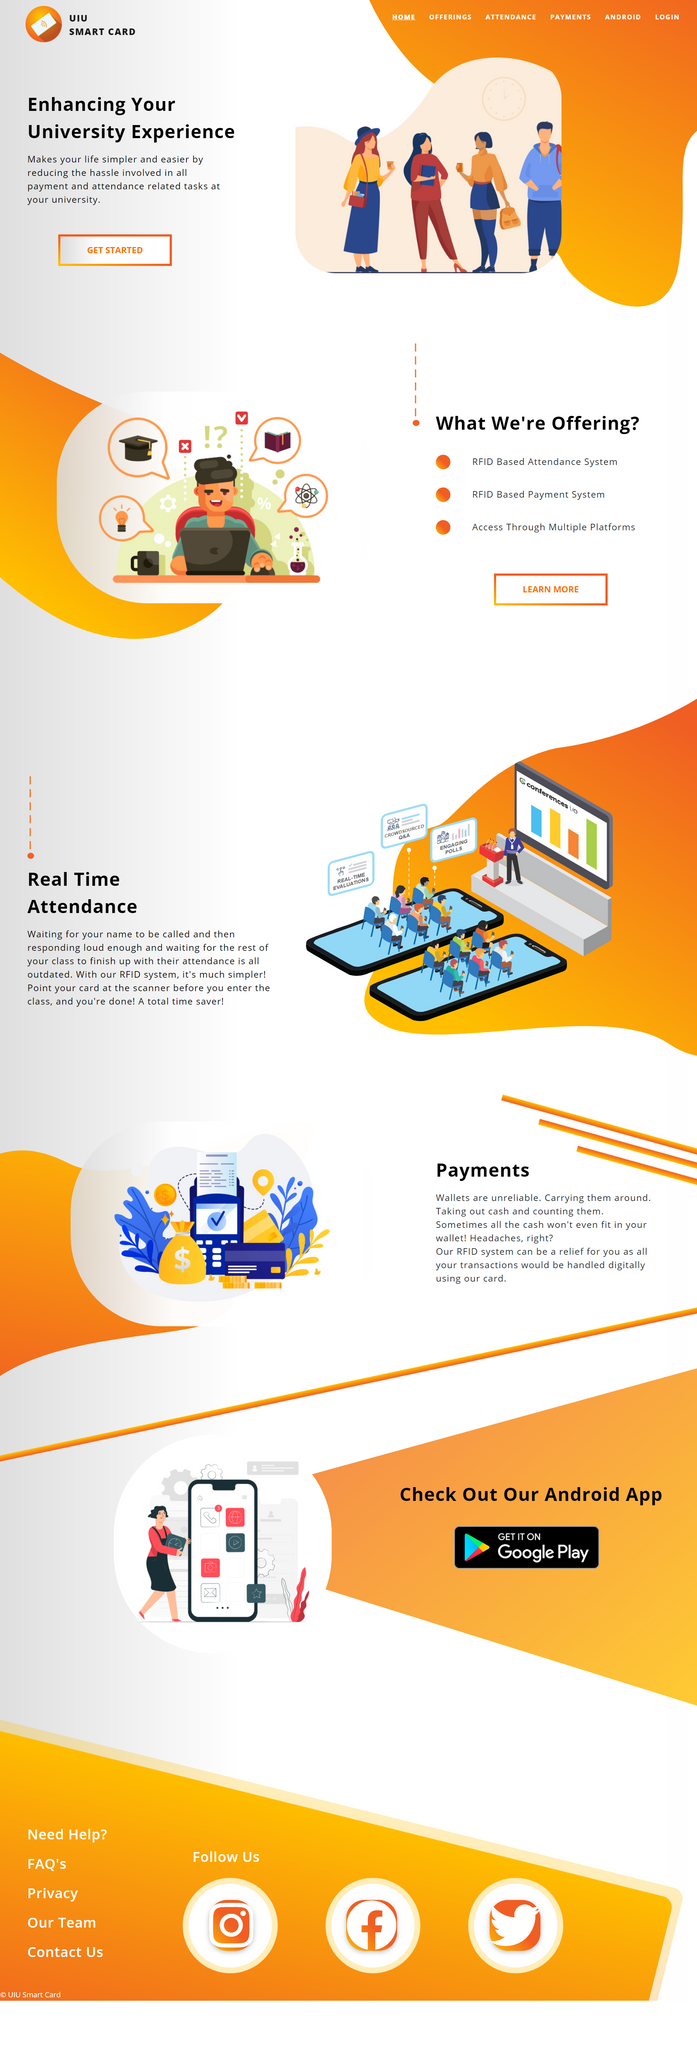 UIU
SMART CARD
HOME OFFERINGS ATTENDANCE PAYMENTS ANDROID LOGIN
Enhancing Your
University Experience
Makes your life simpler and easier by
reducing the hassle involved in all
payment and attendance related tasks at
your university.
GET STARTED
!?
%
What We're Offering?
RFID Based Attendance System
RFID Based Payment System
Access Through Multiple Platforms
LEARN MORE
conferences i/o
CROWDSOURCED
Q&A
ENGAGING
POLLS
REAL-TIME
EVALUATIONS
Real Time
Attendance
Waiting for your name to be called and then
responding loud enough and waiting for the rest of
your class to finish up with their attendance is all
outdated. With our RFID system, it's much simpler!
Point your card at the scanner before you enter the
class, and you're done! A total time saver!
$
Payments
Wallets are unreliable. Carrying them around.
Taking out cash and counting them.
Sometimes all the cash won't even fit in your
wallet! Headaches, right?
Our RFID system can be a relief for you as all
your transactions would be handled digitally
using our card.
Check Out Our Android App
GET IT ON
Google Play
Need Help?
FAQ's
Privacy
Our Team
Contact Us
Follow Us
© UIU Smart Card